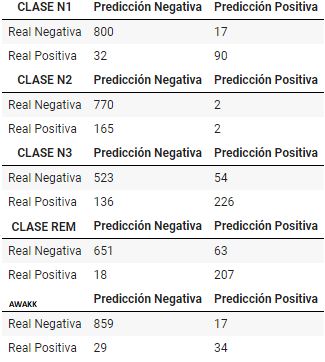 CLASE N1 Predicción Negativa Predicción Positiva
Real Negativa 800 17
Real Positiva 32 90
CLASE N2 Predicción Negativa Predicción Positiva
Real Negativa 770 2
Real Positiva 165 2
CLASE N3 Predicción Negativa Predicción Positiva
Real Negativa 523 54
Real Positiva 136 226
CLASE REM Predicción Negativa Predicción Positiva
Real Negativa 651 63
Real Positiva 18 207
AWAKK Predicción Negativa Predicción Positiva
Real Negativa 859 17
Real Positiva 29 34